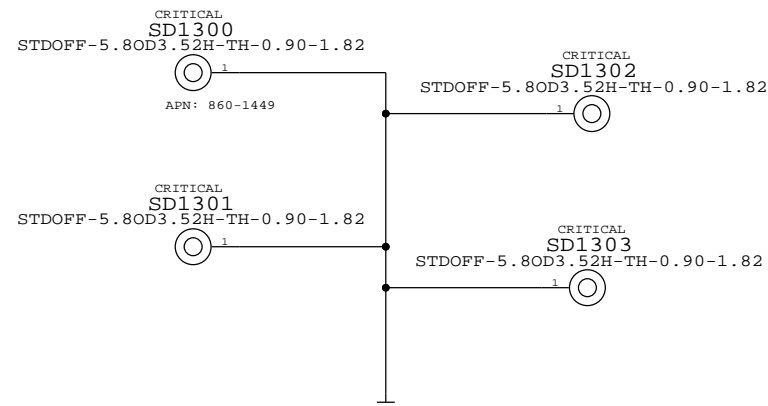 CRITICAL
SD1300
STDOFF-5.8OD3.52H-TH-0.90-1.82
1
APN: 860-1449
CRITICAL
SD1302
STDOFF-5.8OD3.52H-TH-0.90-1.82
1
CRITICAL
SD1301
STDOFF-5.8OD3.52H-TH-0.90-1.82
1
CRITICAL
SD1303
STDOFF-5.8OD3.52H-TH-0.90-1.82
1